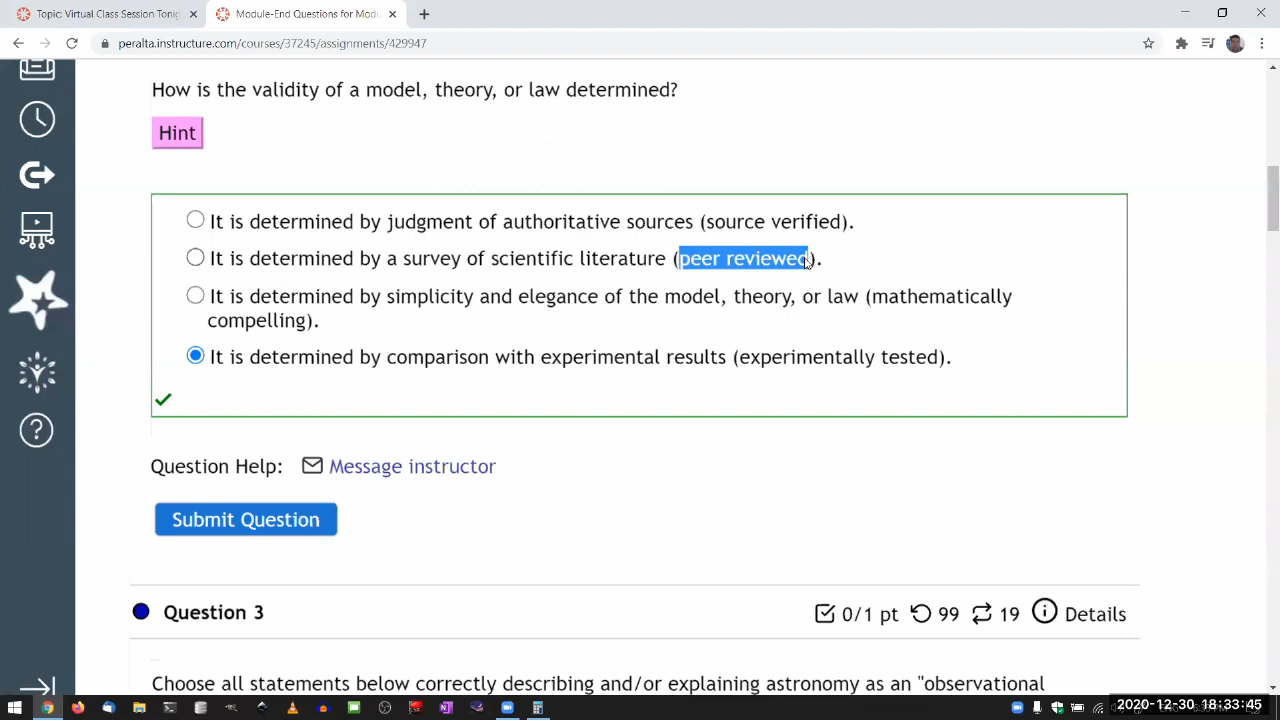 Topic: Virtual Class Session Tonig
Module-End Questions for Modu
peralta.instructure.com/courses/37245/assignments/429947
How is the validity of a model, theory, or law determined?
Hint
It is determined by judgment of authoritative sources (source verified).
It is determined by a survey of scientific literature (peer reviewed).
It is determined by simplicity and elegance of the model, theory, or law (mathematically
compelling).
It is determined by comparison with experimental results (experimentally tested).
Question Help: Message instructor
Submit Question
Question 3 0/1 pt 99 19 Details
Choose all statements below correctly describing and/or explaining astronomy as an "observational
2020-12-30 18:33:45